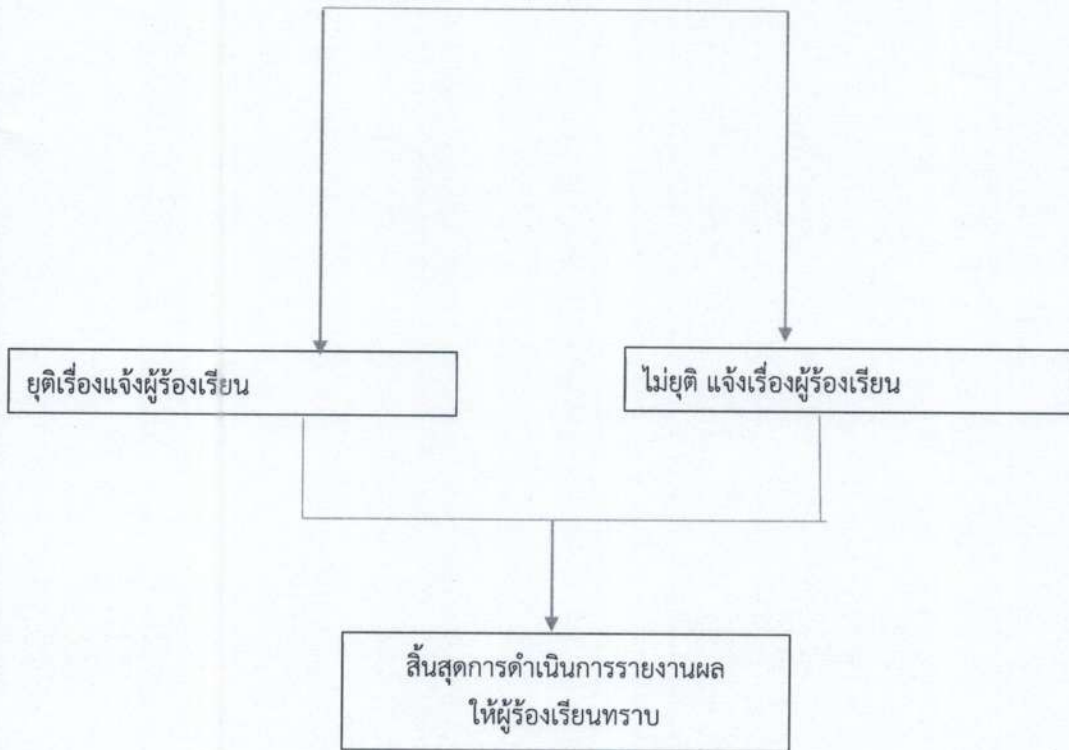 ยุติเรื่องแจ้งผู้ร้องเรียน
ไม่ยุติ แจ้งเรื่องผู้ร้องเรียน
สิ้นสุดการดำเนินการรายงานผล
ให้ผู้ร้องเรียนทราบ